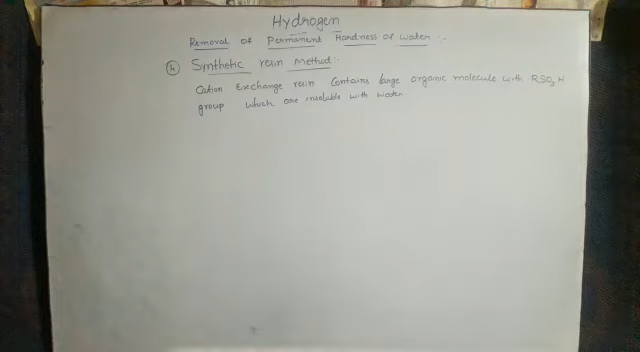 Hydrogen
Removal of Permanent Hardness of water :-
(4) Synthetic resin method:-
Cation Exchange resin Contains large organic molecule with RSO3H
group which are insoluble with water.